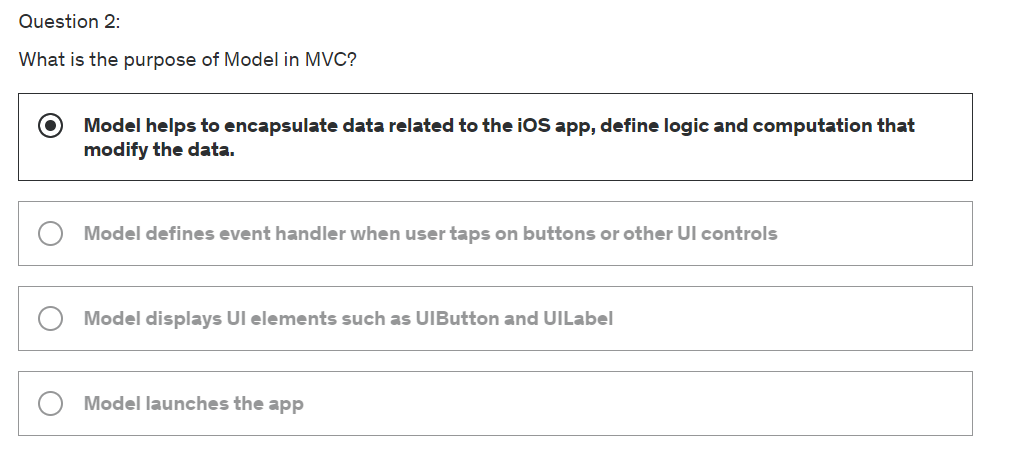 Question 2:
What is the purpose of Model in MVC?
Model helps to encapsulate data related to the iOS app, define logic and computation that
modify the data.
Model defines event handler when user taps on buttons or other UI controls
Model displays UI elements such as UIButton and UILabel
Model launches the app